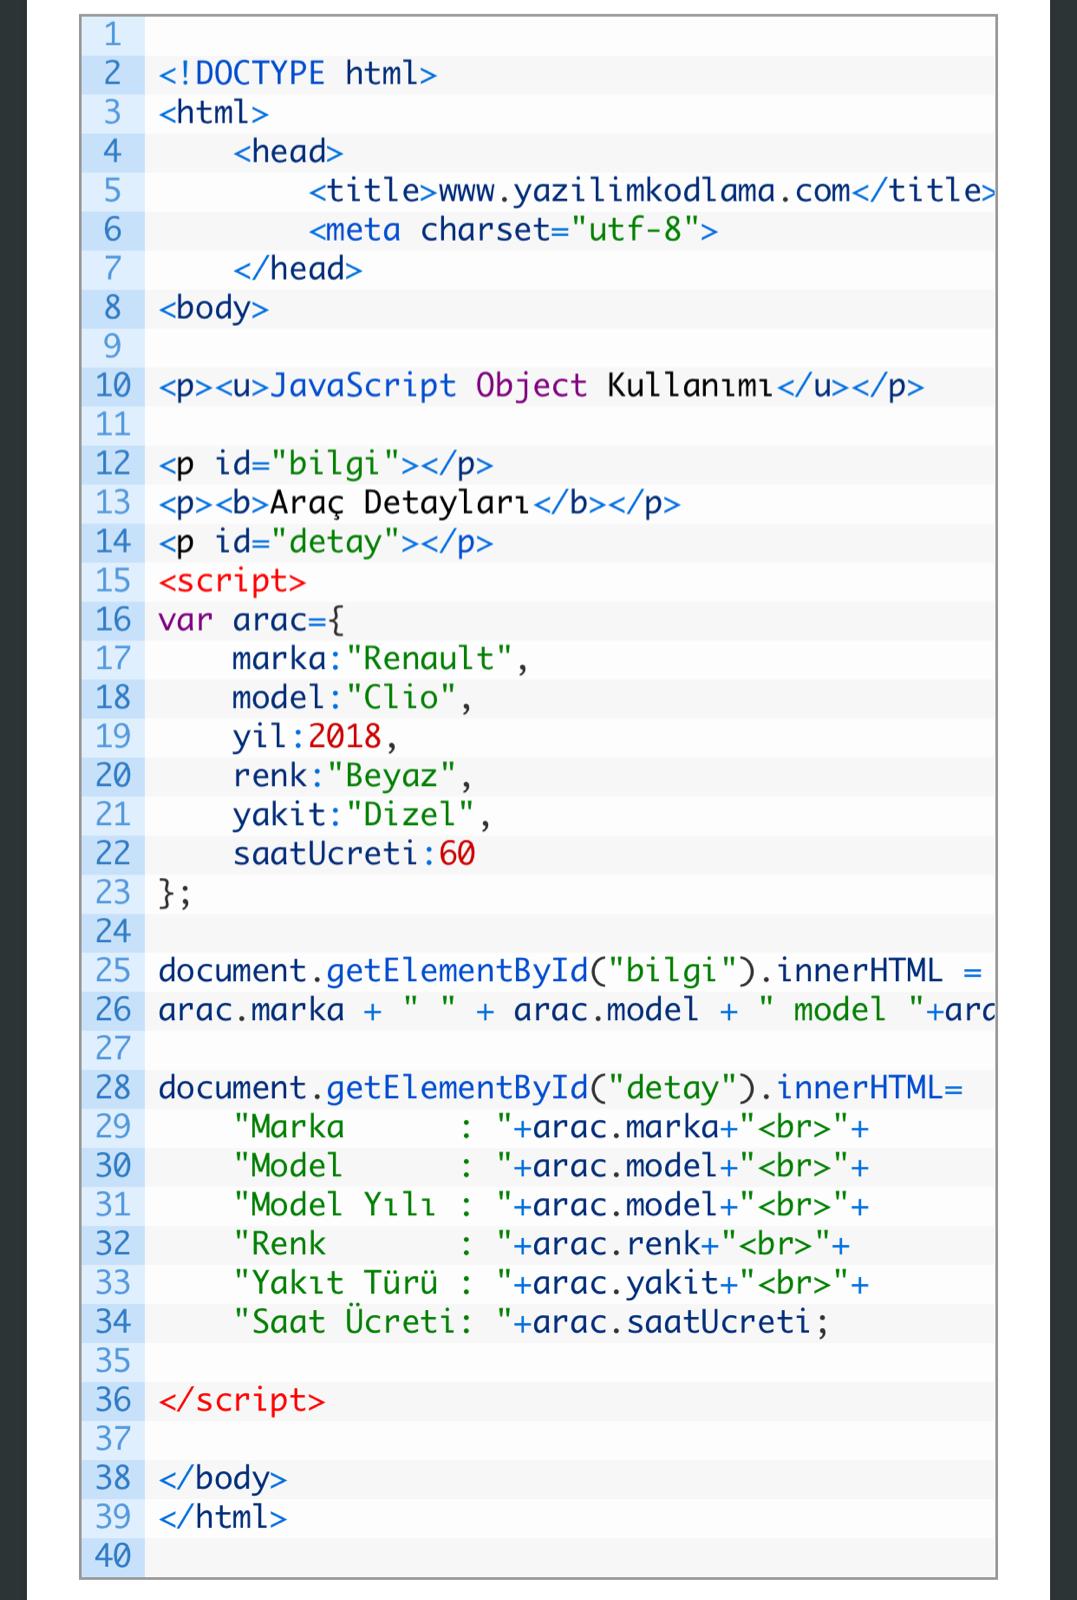 1
2 <!DOCTYPE html>
3 <html>
4     <head>
5         <title>www.yazilimkodlama.com</title>
6         <meta charset="utf-8">
7     </head>
8 <body>
9
10 <p><u>JavaScript Object Kullanımı</u></p>
11
12 <p id="bilgi"></p>
13 <p><b>Araç Detayları</b></p>
14 <p id="detay"></p>
15 <script>
16 var arac={
17     marka:"Renault",
18     model:"Clio",
19     yil:2018,
20     renk:"Beyaz",
21     yakit:"Dizel",
22     saatUcreti:60
23 };
24
25 document.getElementById("bilgi").innerHTML =
26 arac.marka + " " + arac.model + " model "+arac
27
28 document.getElementById("detay").innerHTML=
29     "Marka      : "+arac.marka+"<br>"+
30     "Model      : "+arac.model+"<br>"+
31     "Model Yılı : "+arac.model+"<br>"+
32     "Renk       : "+arac.renk+"<br>"+
33     "Yakıt Türü : "+arac.yakit+"<br>"+
34     "Saat Ücreti: "+arac.saatUcreti;
35
36 </script>
37
38 </body>
39 </html>
40